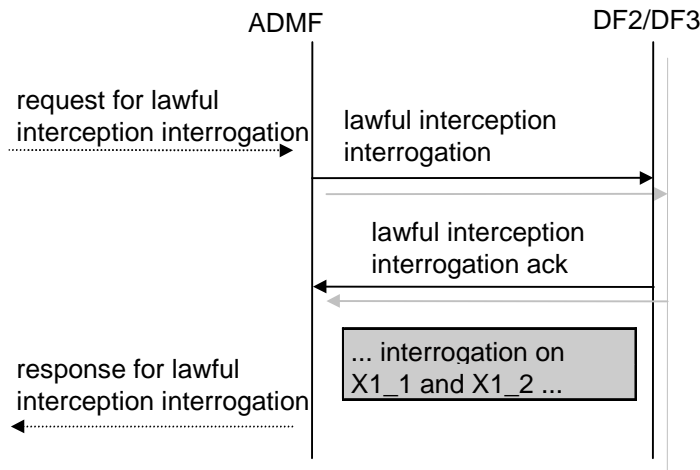 ADMF
DF2/DF3
request for lawful
interception interrogation
lawful interception
interrogation
lawful interception
interrogation ack
... interrogation on
X1_1 and X1_2 ...
response for lawful
interception interrogation